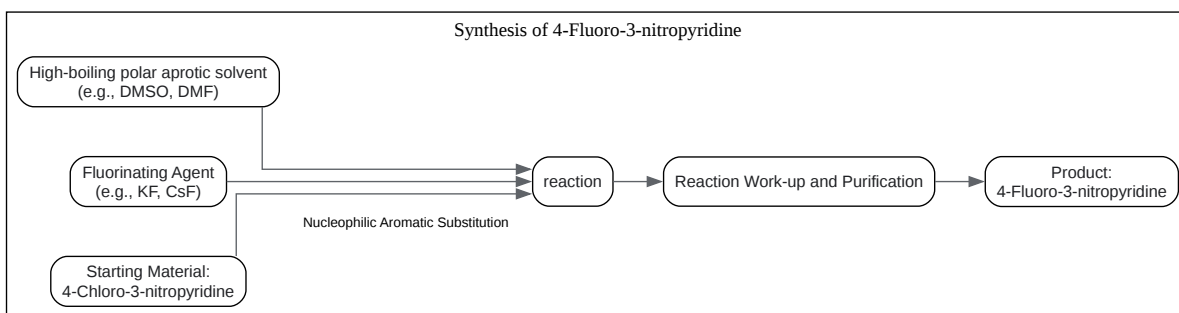 Synthesis of 4-Fluoro-3-nitropyridine
High-boiling polar aprotic solvent
(e.g., DMSO, DMF)
Fluorinating Agent
(e.g., KF, CsF)
reaction
Reaction Work-up and Purification
Product:
4-Fluoro-3-nitropyridine
Nucleophilic Aromatic Substitution
Starting Material:
4-Chloro-3-nitropyridine